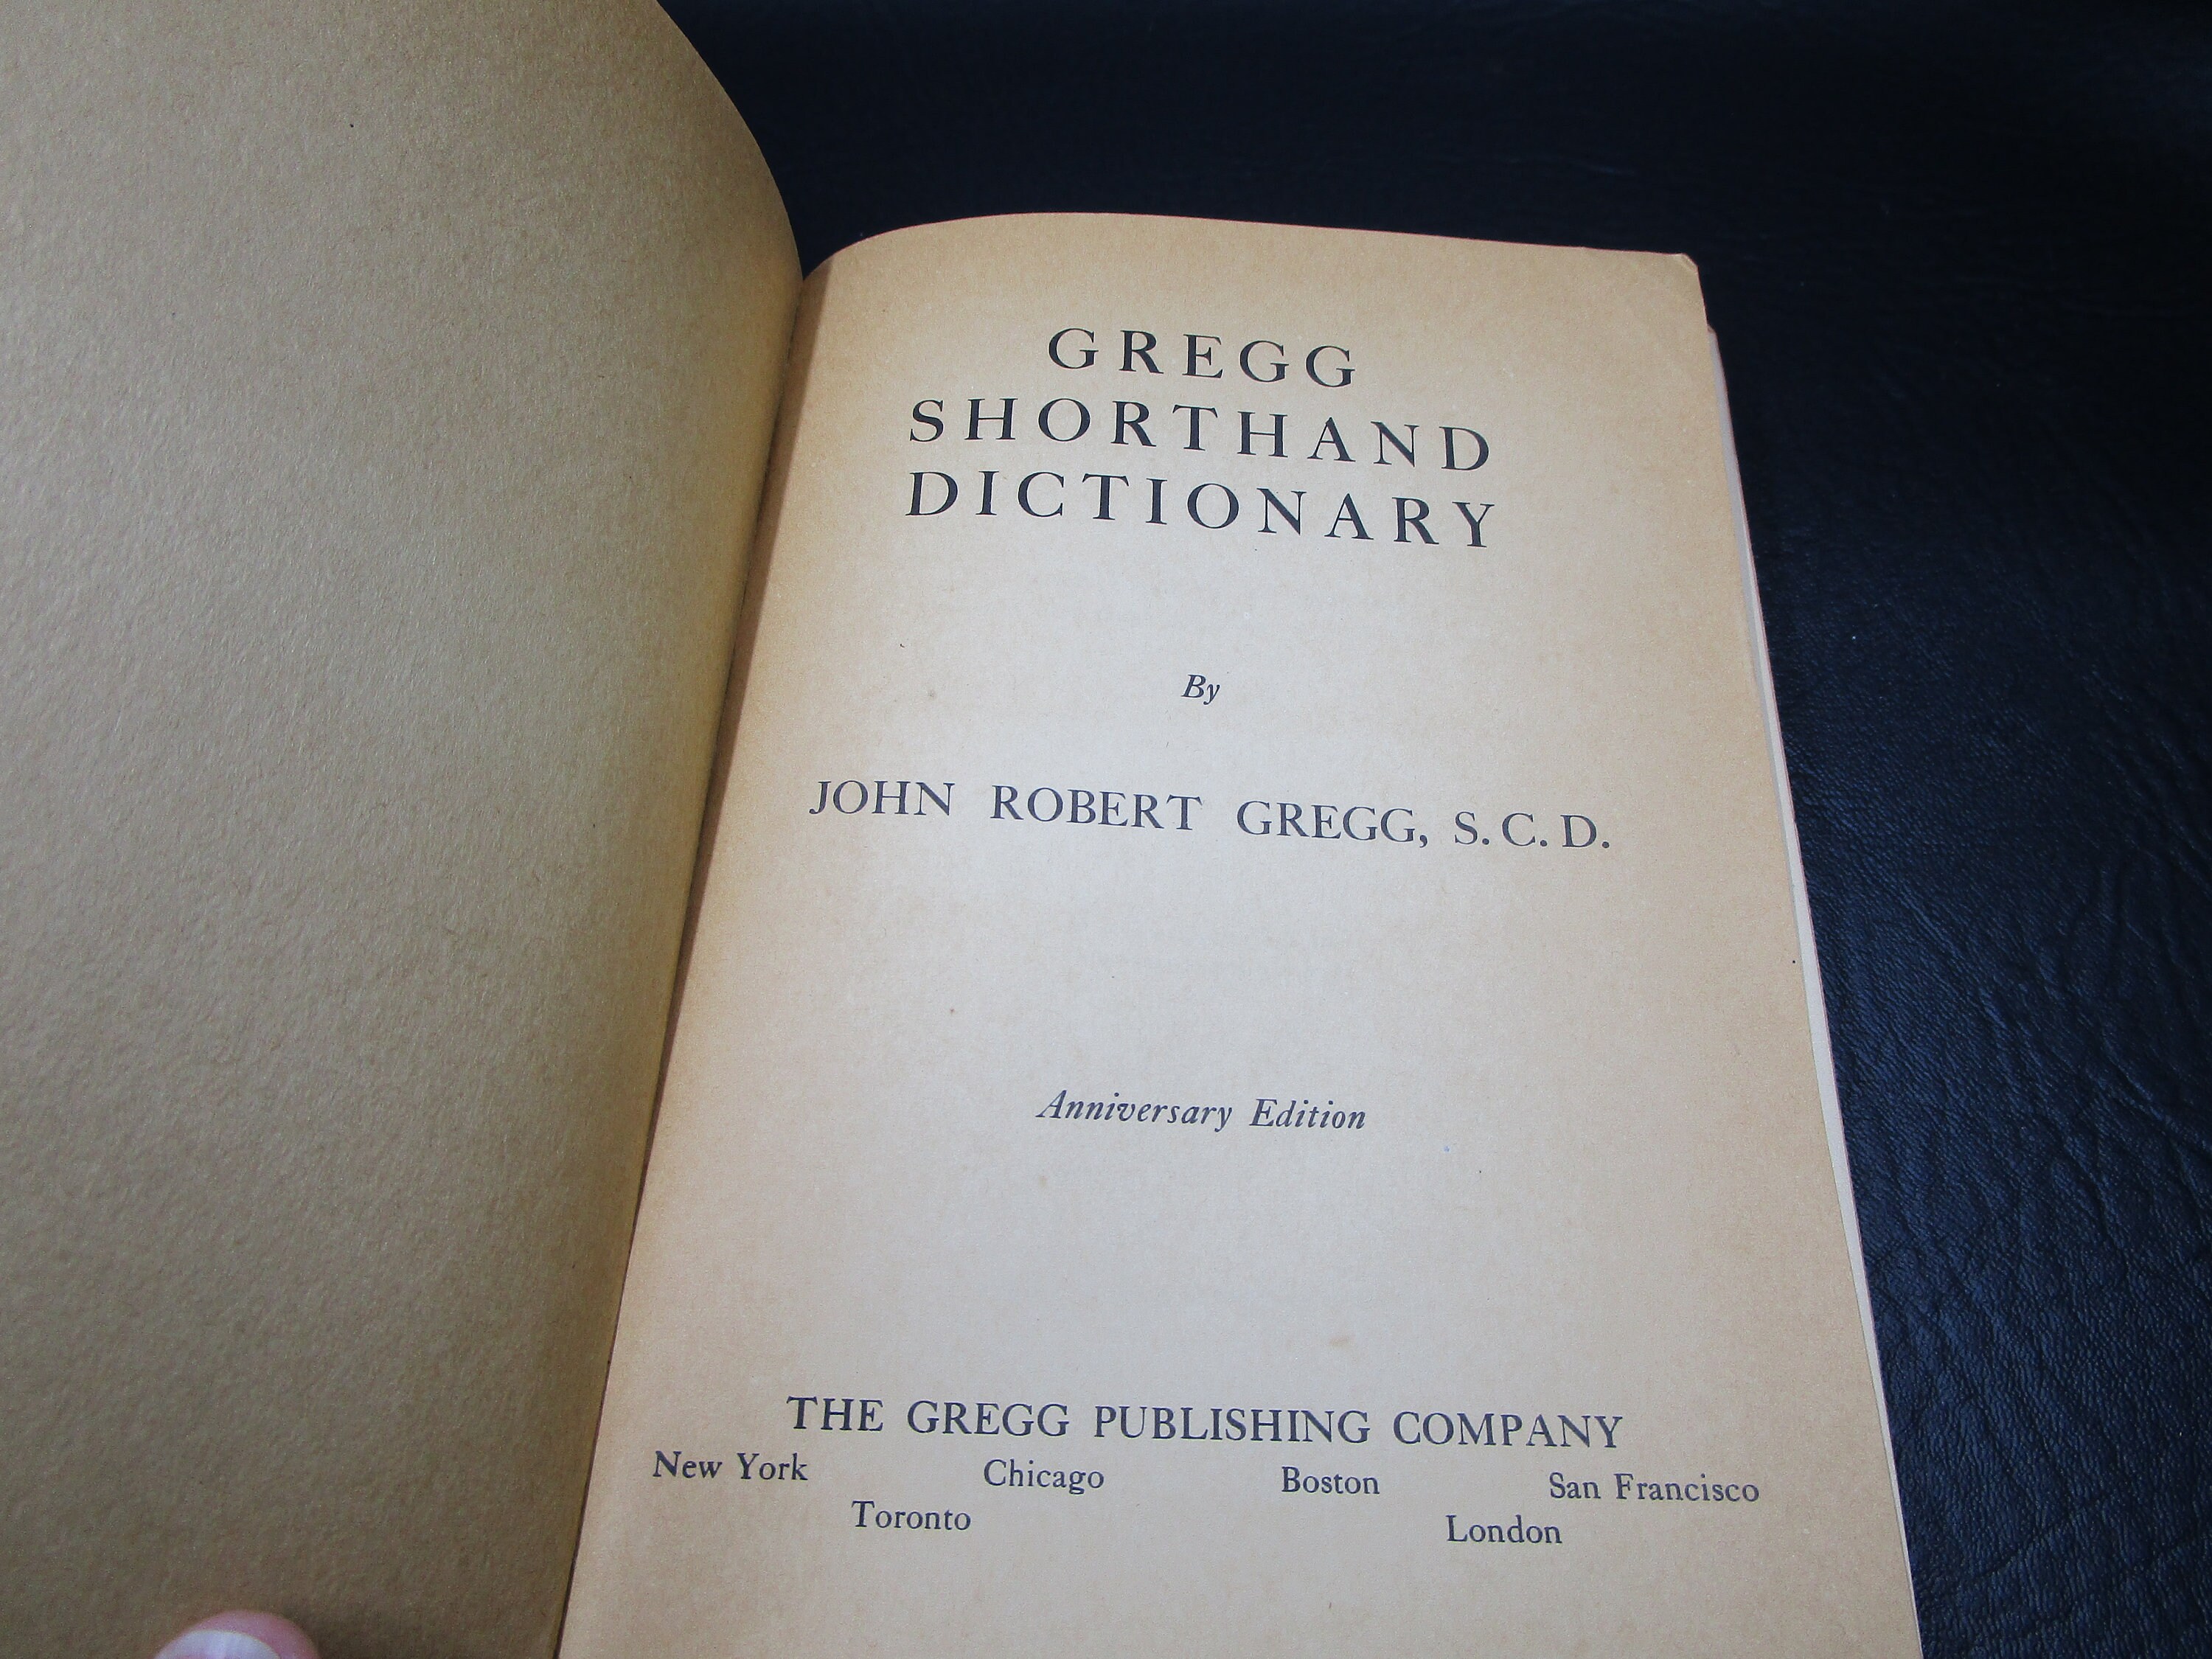 GREGG
SHORTHAND
DICTIONARY
By
JOHN ROBERT GREGG, S.C.D.
Anniversary Edition
THE GREGG PUBLISHING COMPANY
New York Chicago Boston San Francisco
Toronto London